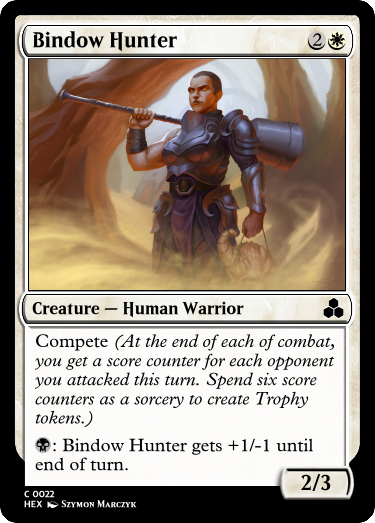 Bindow Hunter 2
Creature — Human Warrior
Compete (At the end of each of combat,
you get a score counter for each opponent
you attacked this turn. Spend six score
counters as a sorcery to create Trophy
tokens.)
: Bindow Hunter gets +1/-1 until
end of turn.
2/3
C 0022
HEX Szymon Marczyk